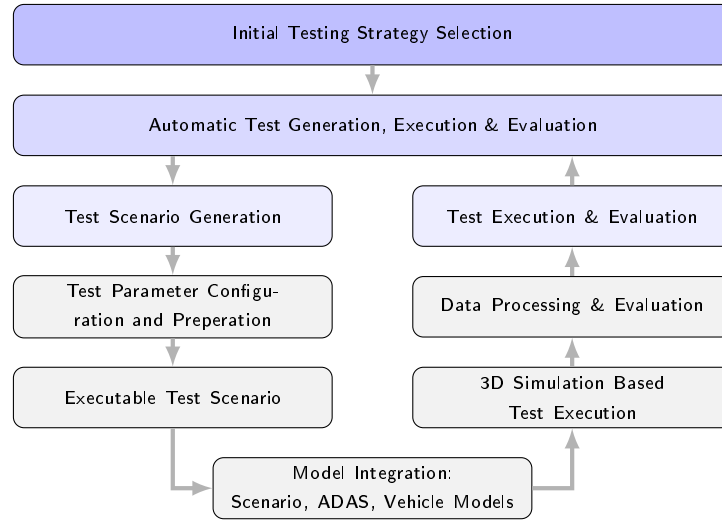 Initial Testing Strategy Selection
Automatic Test Generation, Execution & Evaluation
Test Scenario Generation
Test Execution & Evaluation
Test Parameter Configu-
ration and Preperation
Data Processing & Evaluation
Executable Test Scenario
3D Simulation Based
Test Execution
Model Integration:
Scenario, ADAS, Vehicle Models